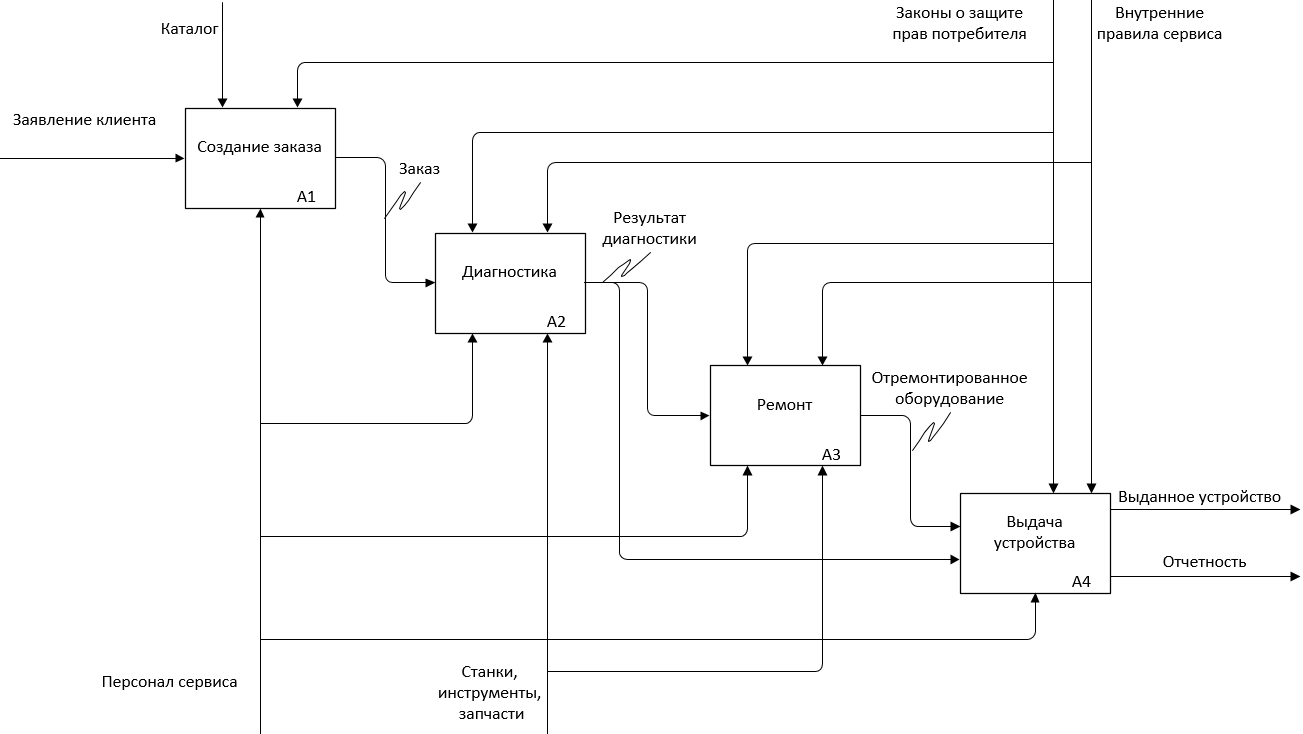 Законы о защите
прав потребителя
Внутренние
правила сервиса
Каталог
Заявление клиента
Создание заказа
A1
Заказ
Результат
диагностики
Диагностика
A2
Отремонтированное
оборудование
Ремонт
A3
Выданное устройство
Выдача
устройства
Отчетность
A4
Персонал сервиса
Станки,
инструменты,
запчасти